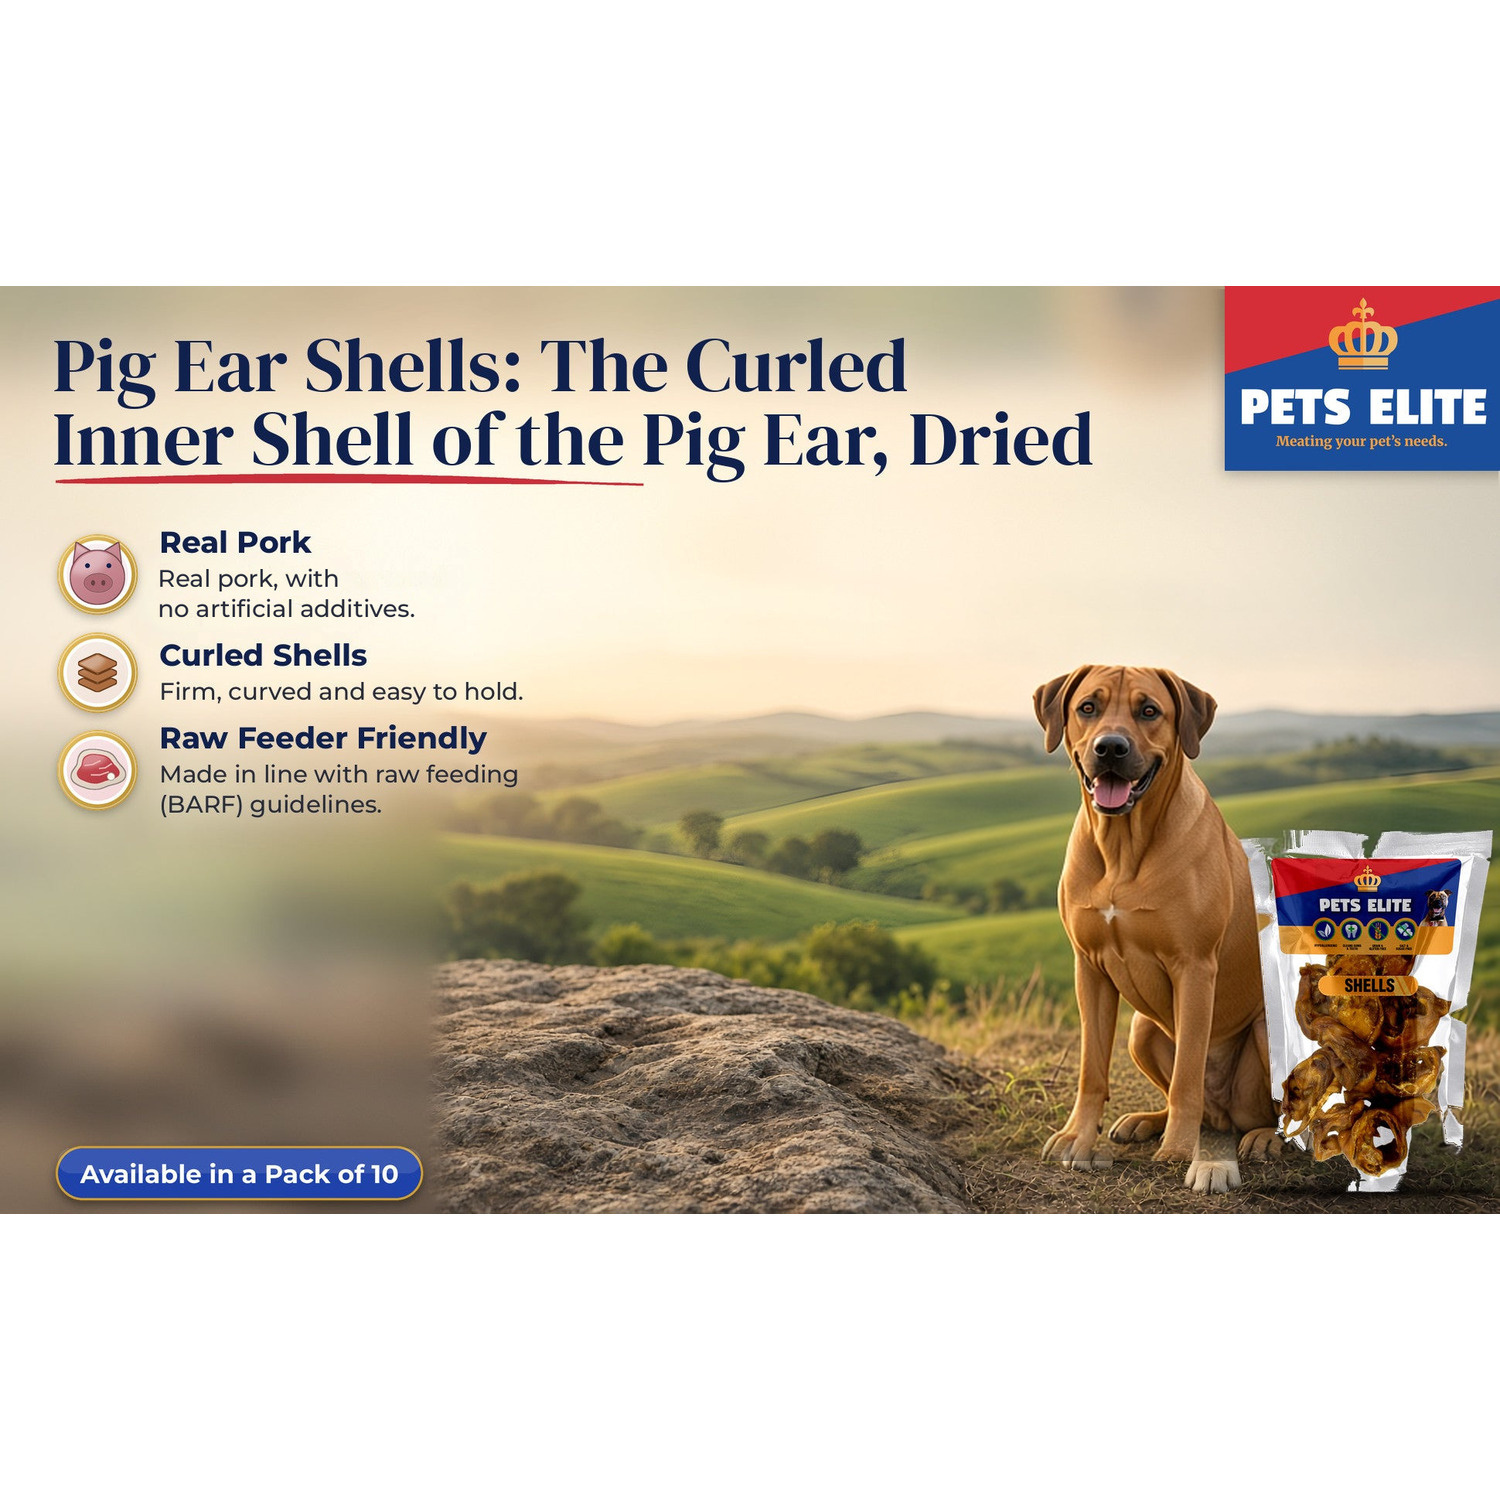 Pig Ear Shells: The Curled
Inner Shell of the Pig Ear, Dried
PETS ELITE
Meating your pet's needs.
Real Pork
Real pork, with
no artificial additives.
Curled Shells
Firm, curved and easy to hold.
Raw Feeder Friendly
Made in line with raw feeding
(BARF) guidelines.
PETS ELITE
SHELLS
Available in a Pack of 10